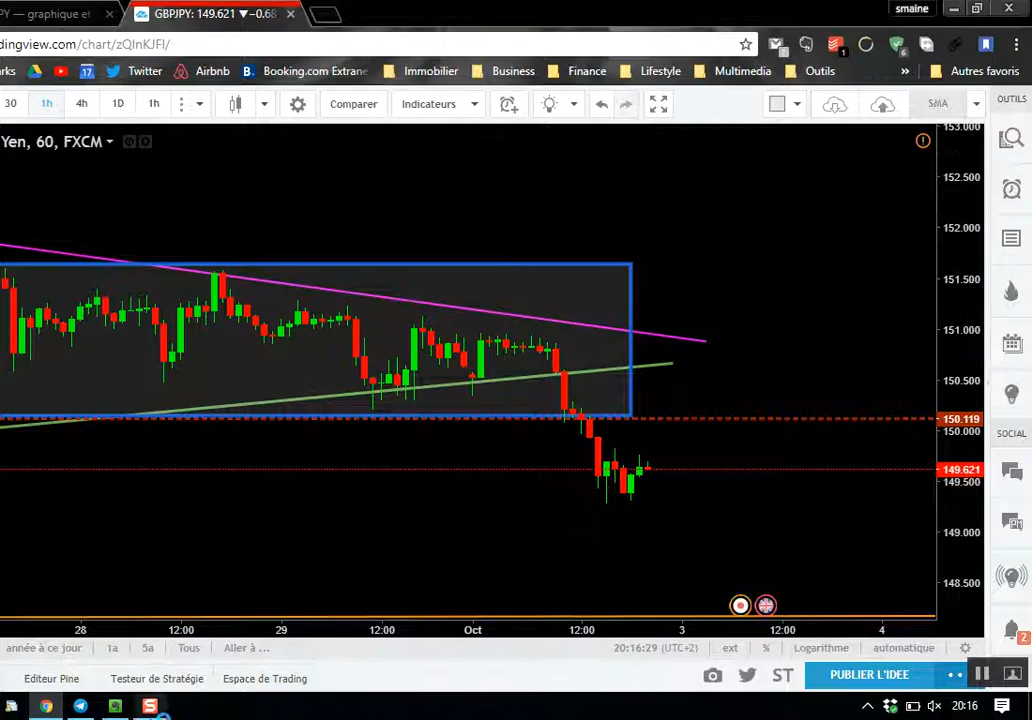 PY — graphique et
GBPJPY: 149.621 ▼−0.68
smaine
dingview.com/chart/zQInKJFI/
rks
17
Twitter
Airbnb
B. Booking.com Extrane
Immobilier
Business
Finance
Lifestyle
Multimedia
Outils
»
Autres favoris
30
1h
4h
1D
1h
Comparer
Indicateurs
SMA
OUTILS
Yen, 60, FXCM
153.000
152.500
152.000
151.500
151.000
150.500
150.119
150.000
149.621
149.500
149.000
148.500
SOCIAL
28
12:00
29
12:00
Oct
12:00
3
12:00
4
année à ce jour
1a
5a
Tous
Aller à ...
20:16:29 (UTC+2)
ext
%
Logarithme
automatique
2
Editeur Pine
Testeur de Stratégie
Espace de Trading
ST
PUBLIER L'IDEE
20:16